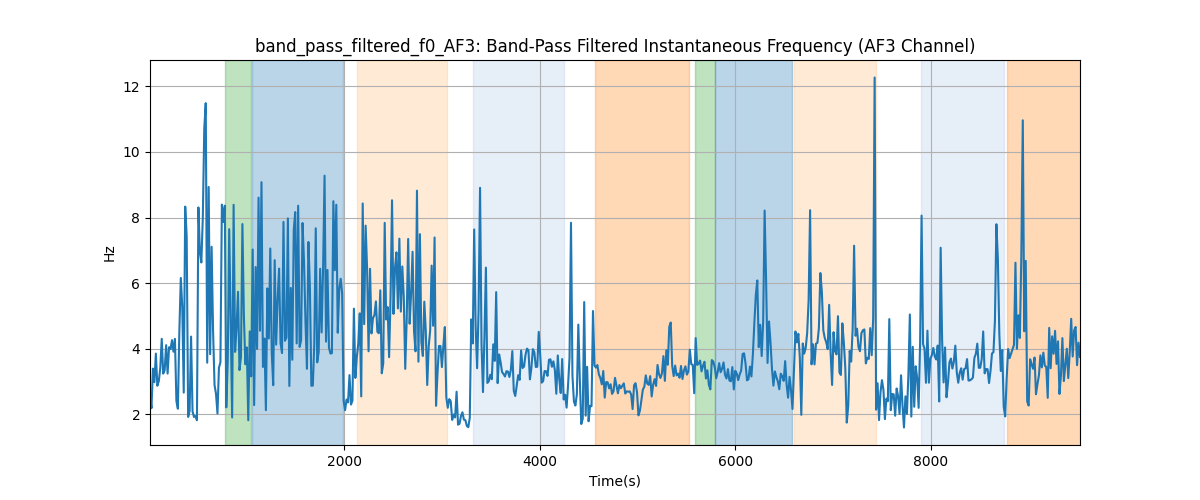 band_pass_filtered_f0_AF3: Band-Pass Filtered Instantaneous Frequency (AF3 Channel)
12
10
8
6
4
2
Hz
2000 4000 6000 8000
Time(s)